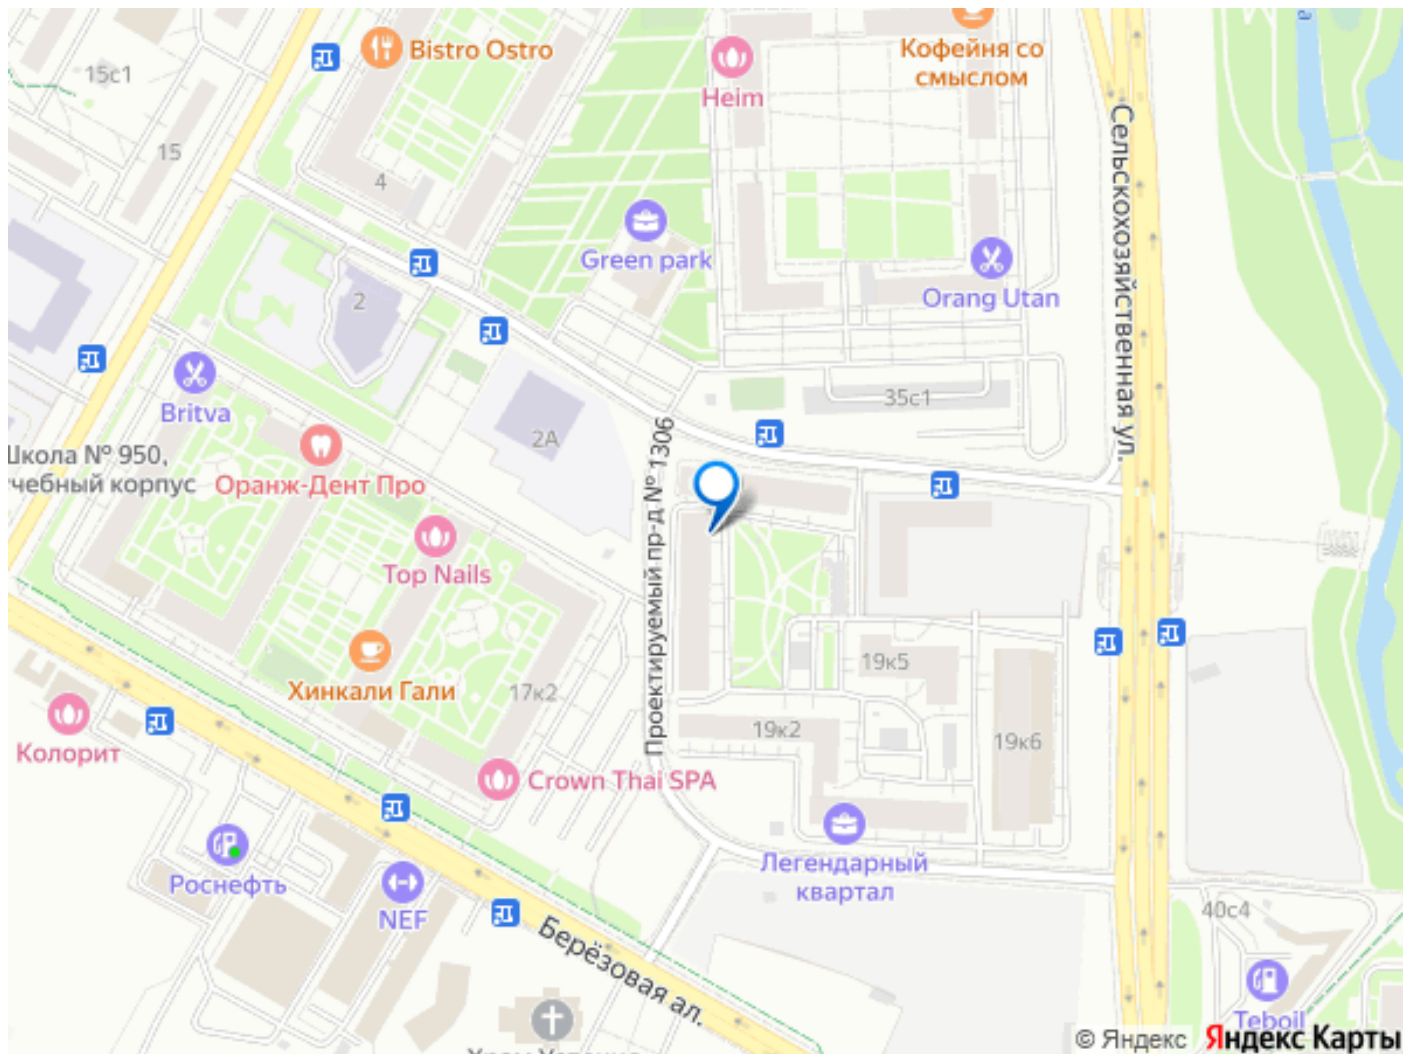 Bistro Ostro
Кофейня со
смыслом
15с1
Heim
15
4
Сельскохозяйственная ул.
Green park
2
Orang Utan
Britva
35с1
2А
Школа № 950,
учебный корпус
Оранж-Дент Про
Проектируемый пр-д № 1306
Top Nails
19к5
Хинкали Гали
17к2
19к2
19к6
Колорит
Crown Thai SPA
Легендарный
квартал
Роснефть
NEF
40с4
Берёзовая ал.
Teboil
© Яндекс Яндекс Карты